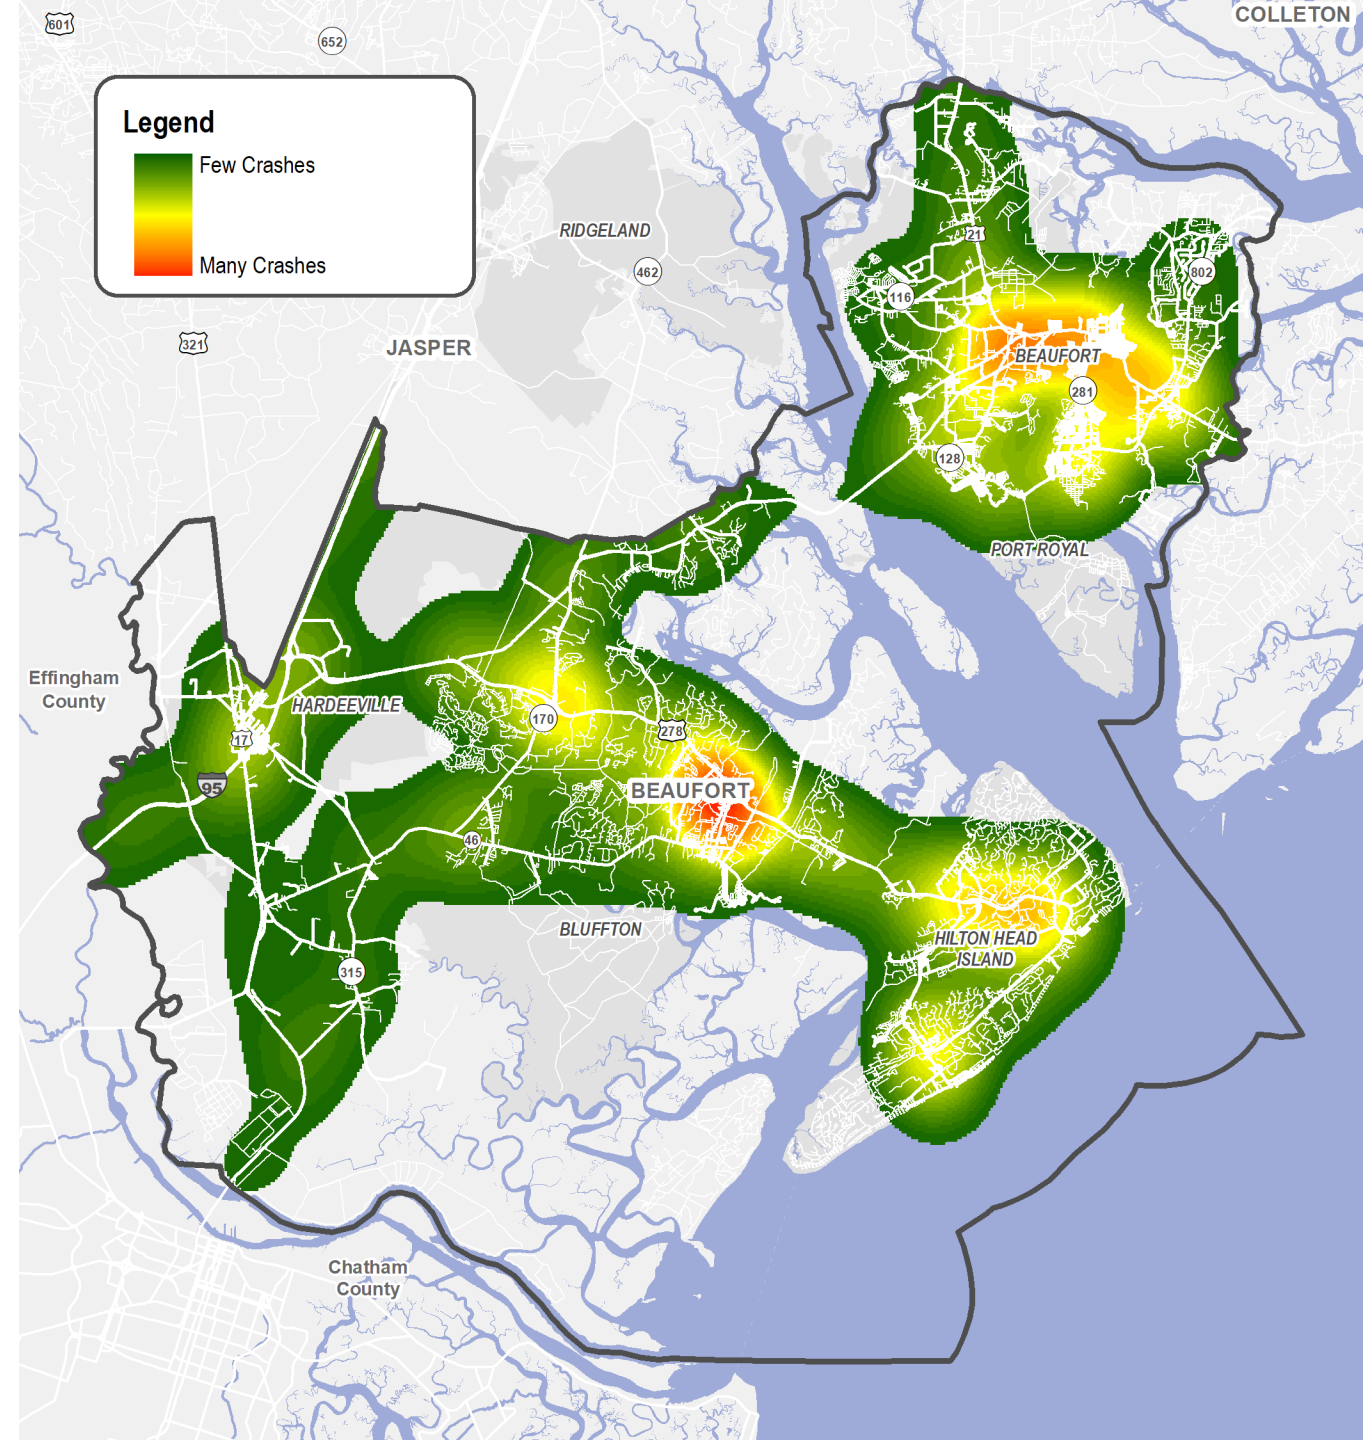 COLLETON
601
652
Legend
Few Crashes
Many Crashes
RIDGELAND
462
21
802
116
321
JASPER
BEAUFORT
281
128
PORT ROYAL
Effingham
County
HARDEEVILLE
170
17
278
95
BEAUFORT
46
BLUFFTON
HILTON HEAD
ISLAND
315
Chatham
County